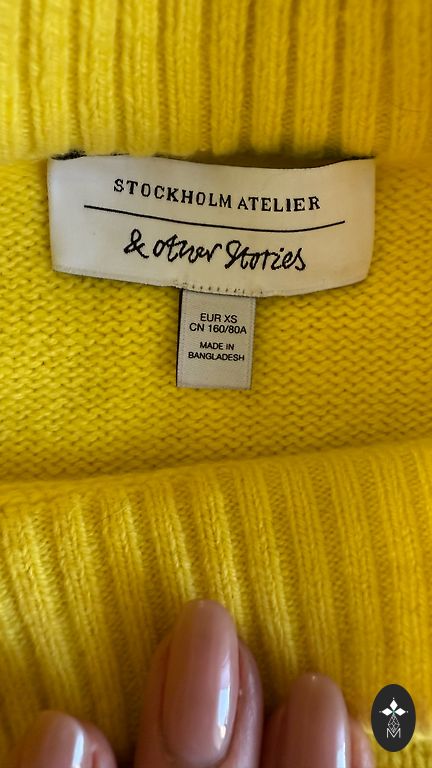 STOCKHOLM ATELIER
& other Stories
EUR XS
CN 160/80A
MADE IN
BANGLADESH